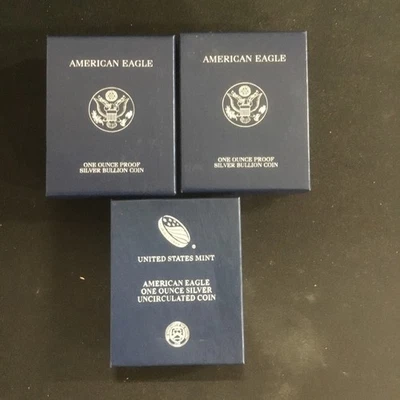 AMERICAN EAGLE
ONE OUNCE PROOF
SILVER BULLION COIN
AMERICAN EAGLE
ONE OUNCE PROOF
SILVER BULLION COIN
UNITED STATES MINT
AMERICAN EAGLE
ONE OUNCE SILVER
UNCIRCULATED COIN